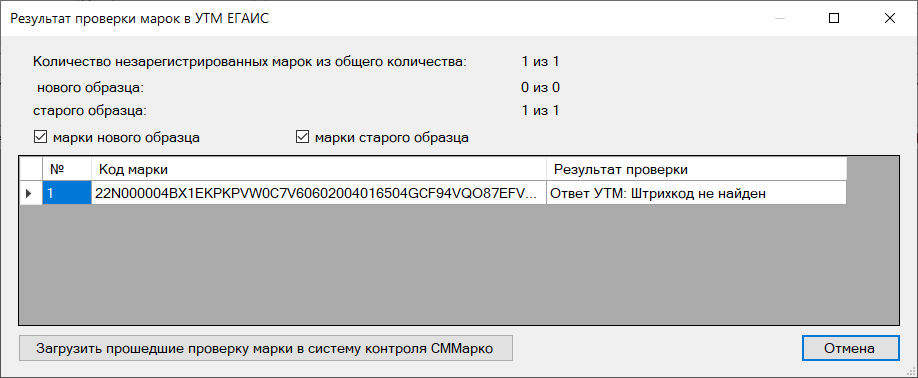 Результат проверки марок в УТМ ЕГАИС
Количество незарегистрированных марок из общего количества: 1 из 1
нового образца: 0 из 0
старого образца: 1 из 1
марки нового образца марки старого образца
№ Код марки Результат проверки
1 22N000004BX1EKPKPVW0C7V60602004016504GCF94VQO87EFV... Ответ УТМ: Штрихкод не найден
Загрузить прошедшие проверку марки в систему контроля СММарко Отмена